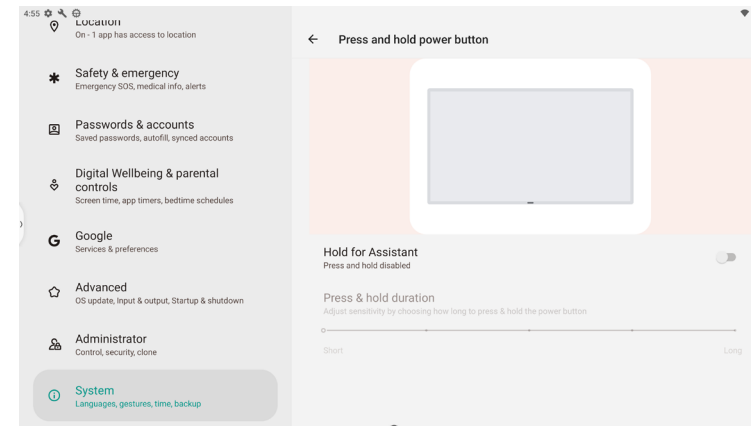 4:55
Location
On - 1 app has access to location
Safety & emergency
Emergency SOS, medical info, alerts
Passwords & accounts
Saved passwords, autofill, synced accounts
Digital Wellbeing & parental
controls
Screen time, app timers, bedtime schedules
Google
Services & preferences
Advanced
OS update, Input & output, Startup & shutdown
Administrator
Control, security, clone
System
Languages, gestures, time, backup
Press and hold power button
Hold for Assistant
Press and hold disabled
Press & hold duration
Adjust sensitivity by choosing how long to press & hold the power button
Short
Long